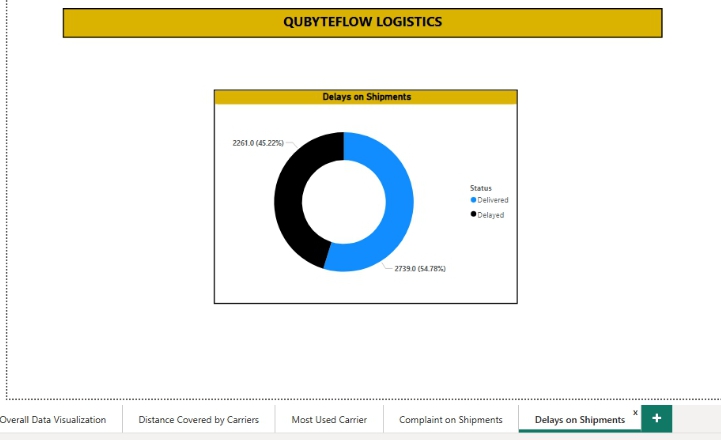 QUBYTEFLOW LOGISTICS
Delays on Shipments
2261.0 (45.22%)
Status
Delivered
Delayed
2739.0 (54.78%)
Overall Data Visualization
Distance Covered by Carriers
Most Used Carrier
Complaint on Shipments
Delays on Shipments
x
+